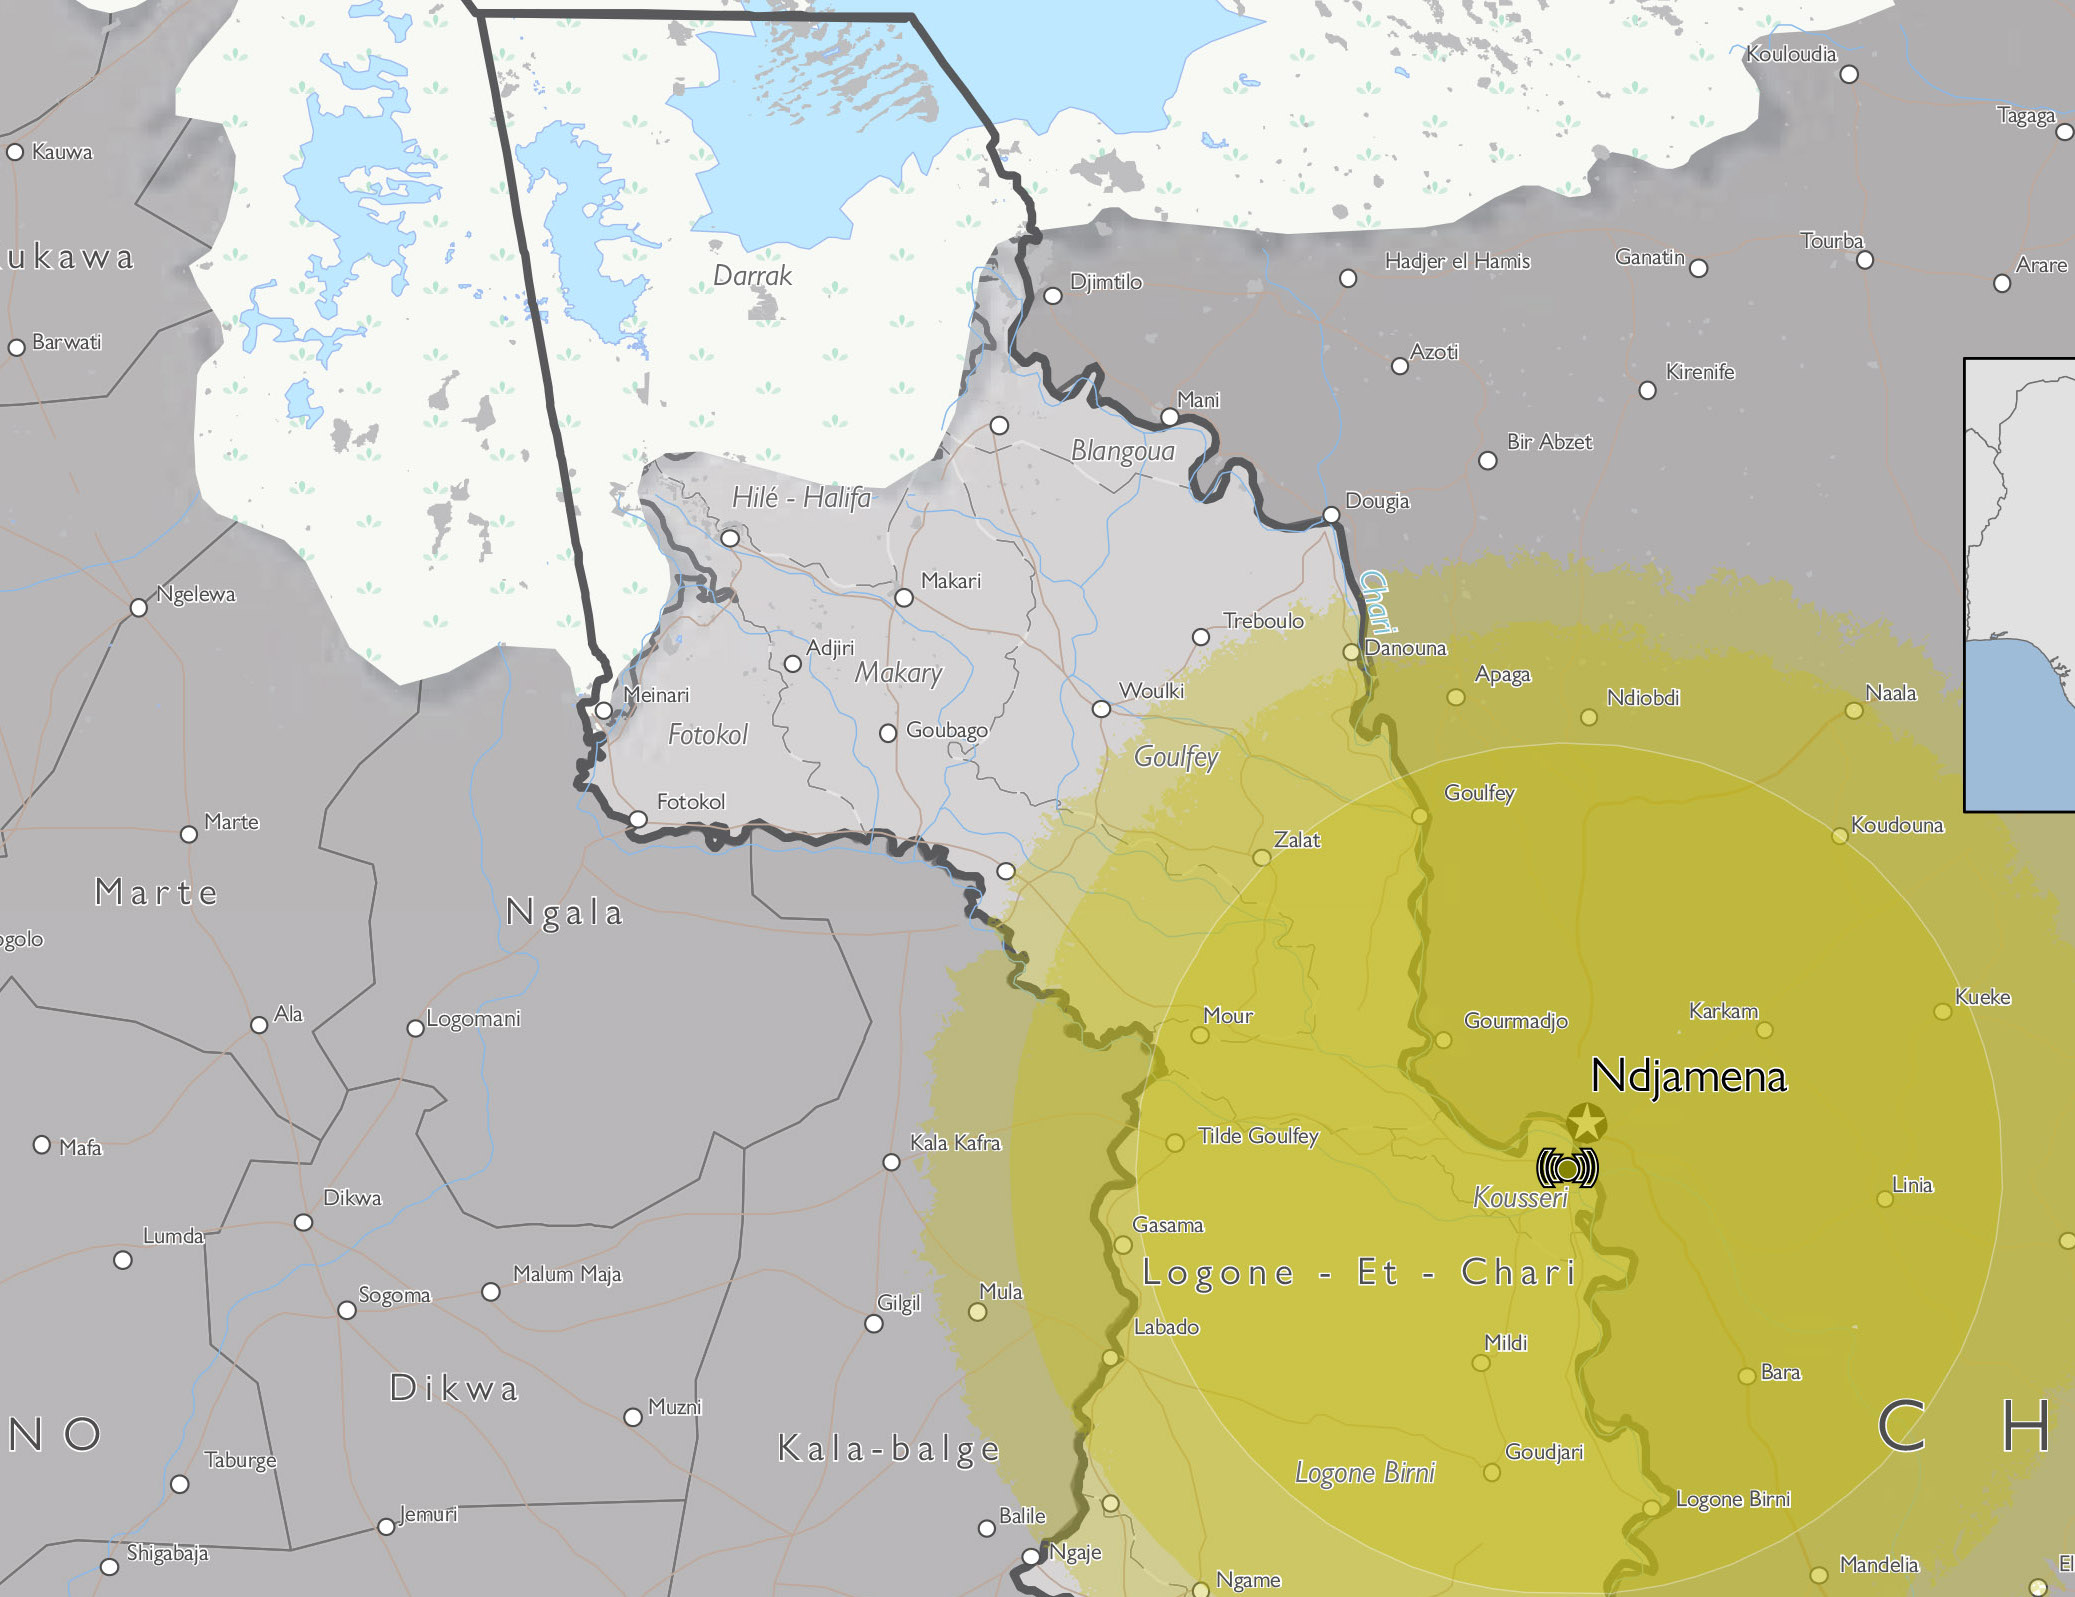 Kouloudia
Tagaga
Kauwa
ukawa
Tourba
Ganatin
Hadjer el Hamis
Arare
Darrak
Djimtilo
Barwati
Azoti
Kirenife
Mani
Blangoua
Bir Abzet
Hilé - Halifa
Dougia
Makari
Ngelewa
Chari
Treboulo
Adjiri
Danouna
Makary
Apaga
Meinari
Woulki
Ndiobdi
Naala
Fotokol
Goubago
Goulfey
Goulfey
Fotokol
Marte
Koudouna
Zalat
Marte
Ngala
ogolo
Kueke
Ala
Logomani
Mour
Gourmadjo
Karkam
Ndjamena
Tilde Goulfey
Kala Kafra
Mafa
Linia
Dikwa
Kousseri
Gasama
Lumda
Logone - Et - Chari
Malum Maja
Sogoma
Mula
Gilgil
Labado
Mildi
Bara
Dikwa
Muzni
C H
N O
Kala-balge
Goudjari
Taburge
Logone Birni
Logone Birni
Jemuri
Balile
Shigabaja
Ngaje
Mandelia
El
Ngame